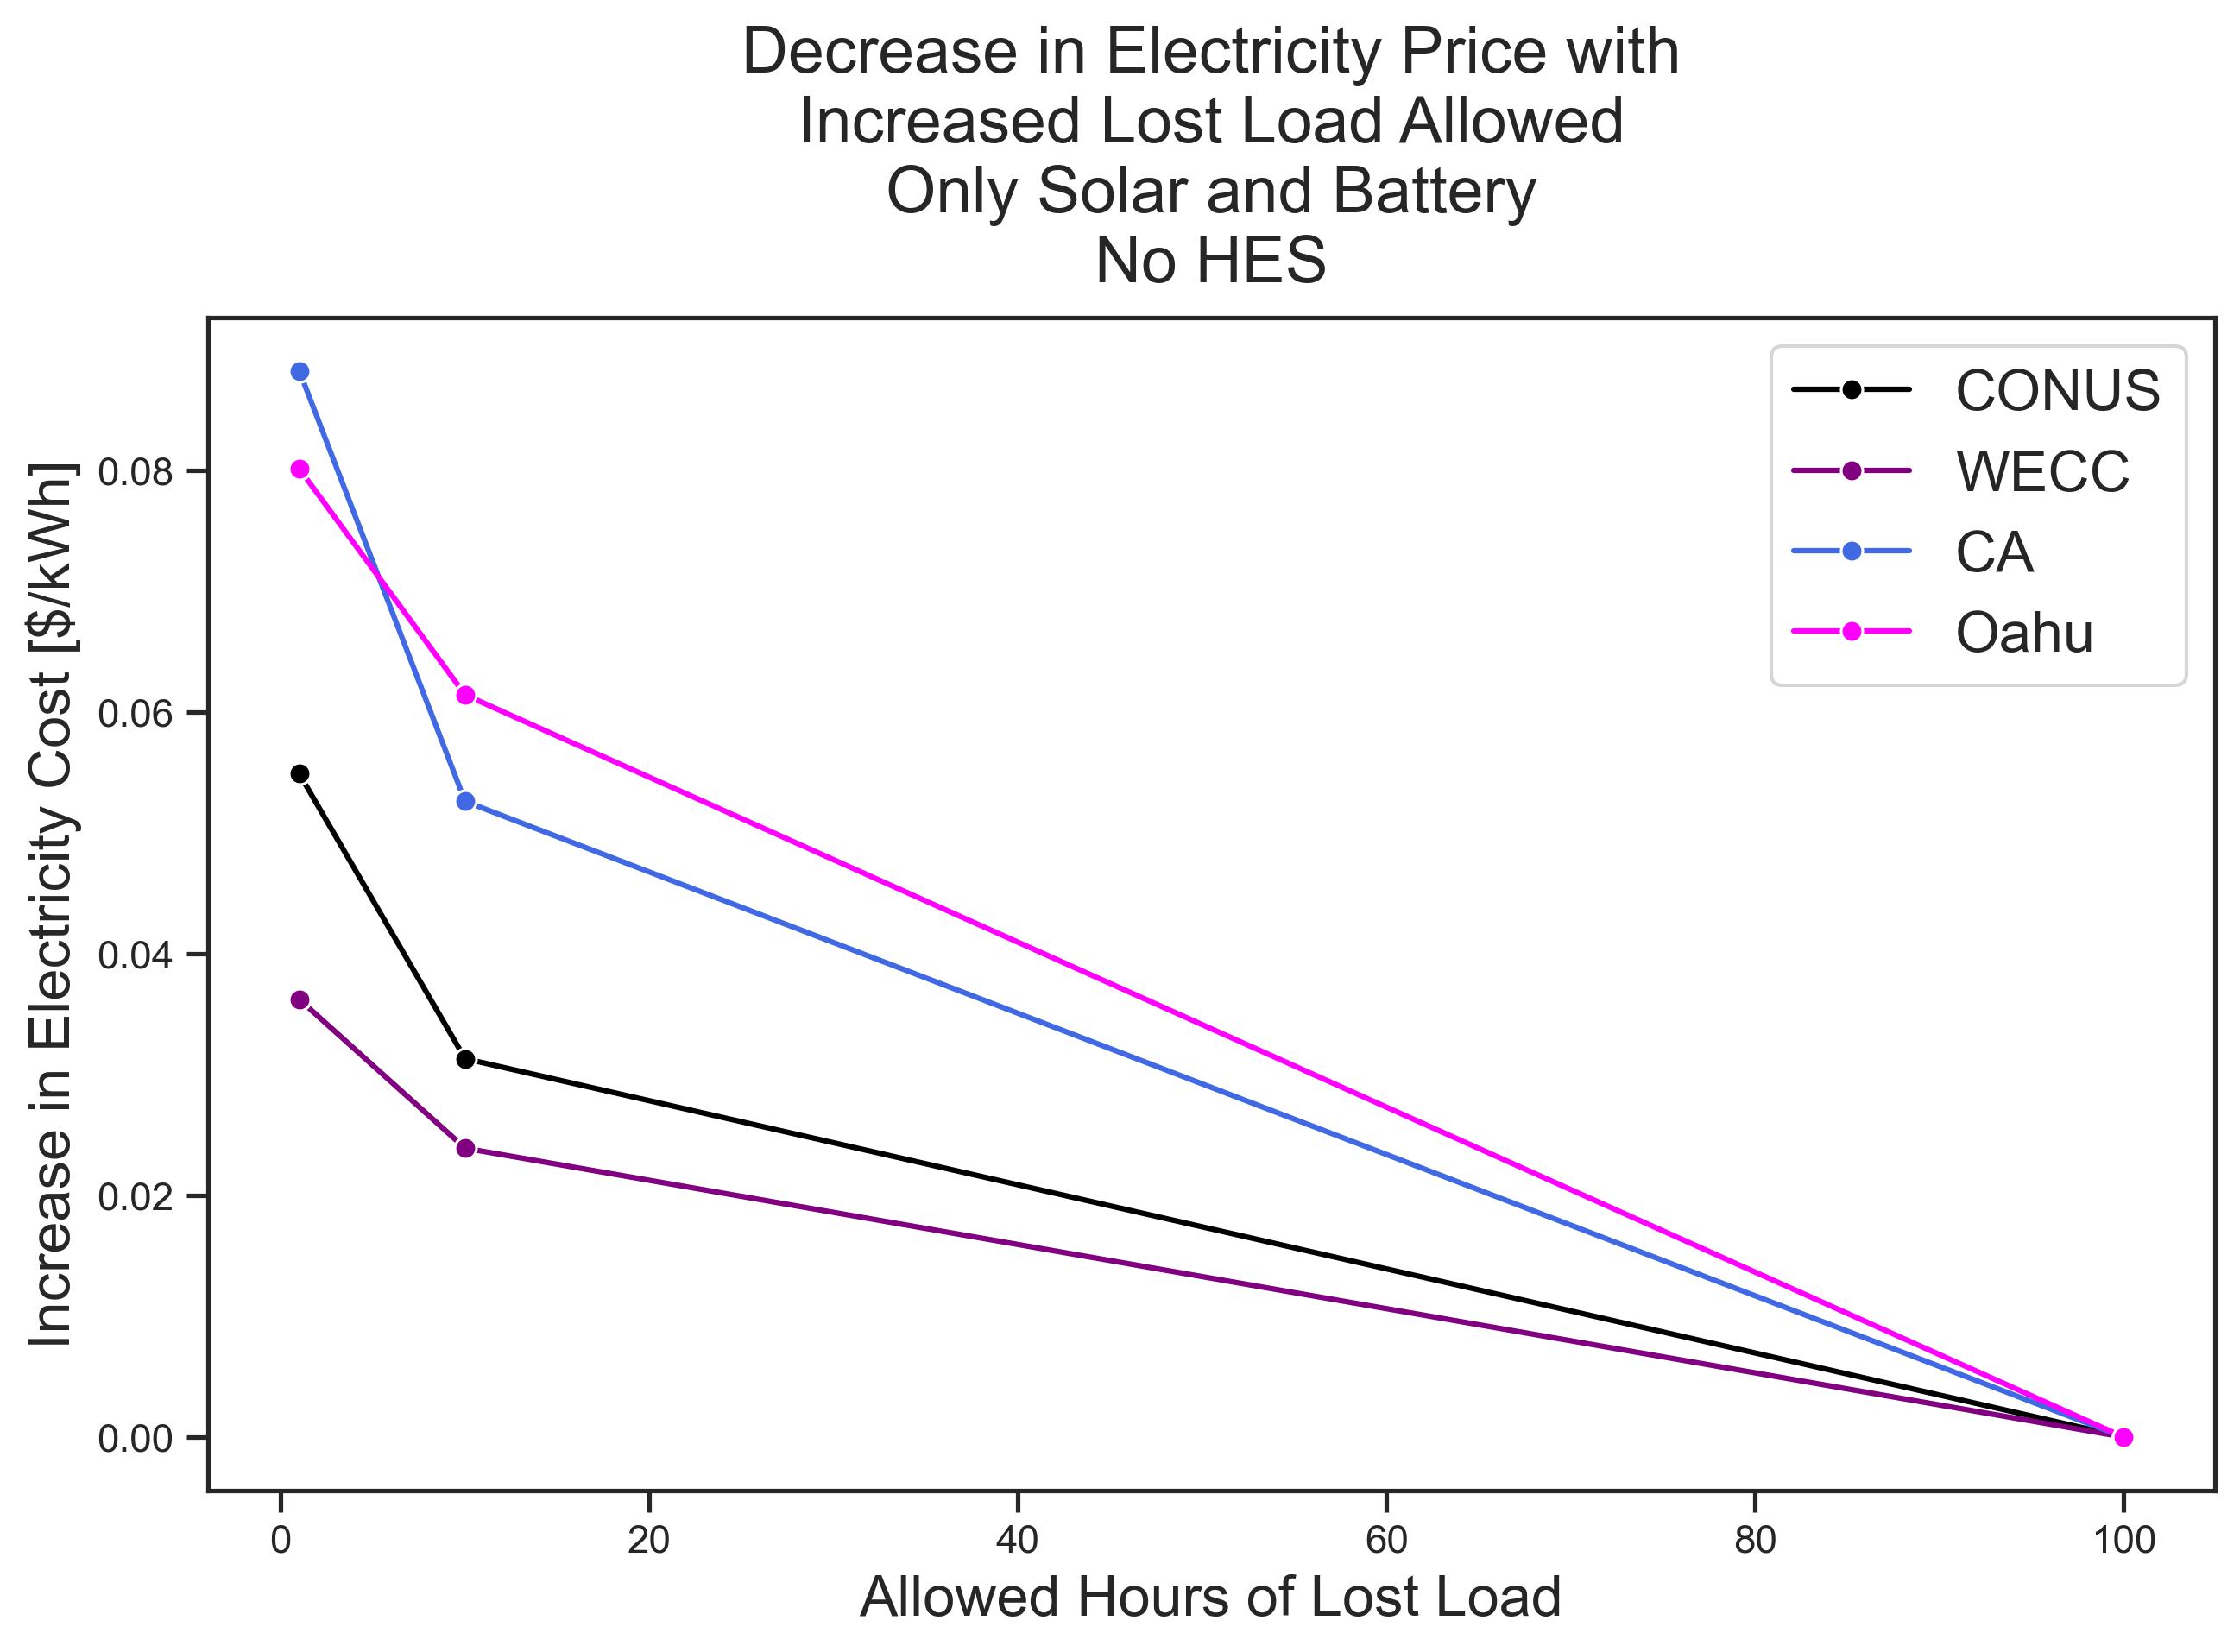 Decrease in Electricity Price with
Increased Lost Load Allowed
Only Solar and Battery
No HES
Increase in Electricity Cost [$/kWh]
0.08
0.06
0.04
0.02
0.00
CONUS
WECC
CA
Oahu
0
20
40
60
80
100
Allowed Hours of Lost Load